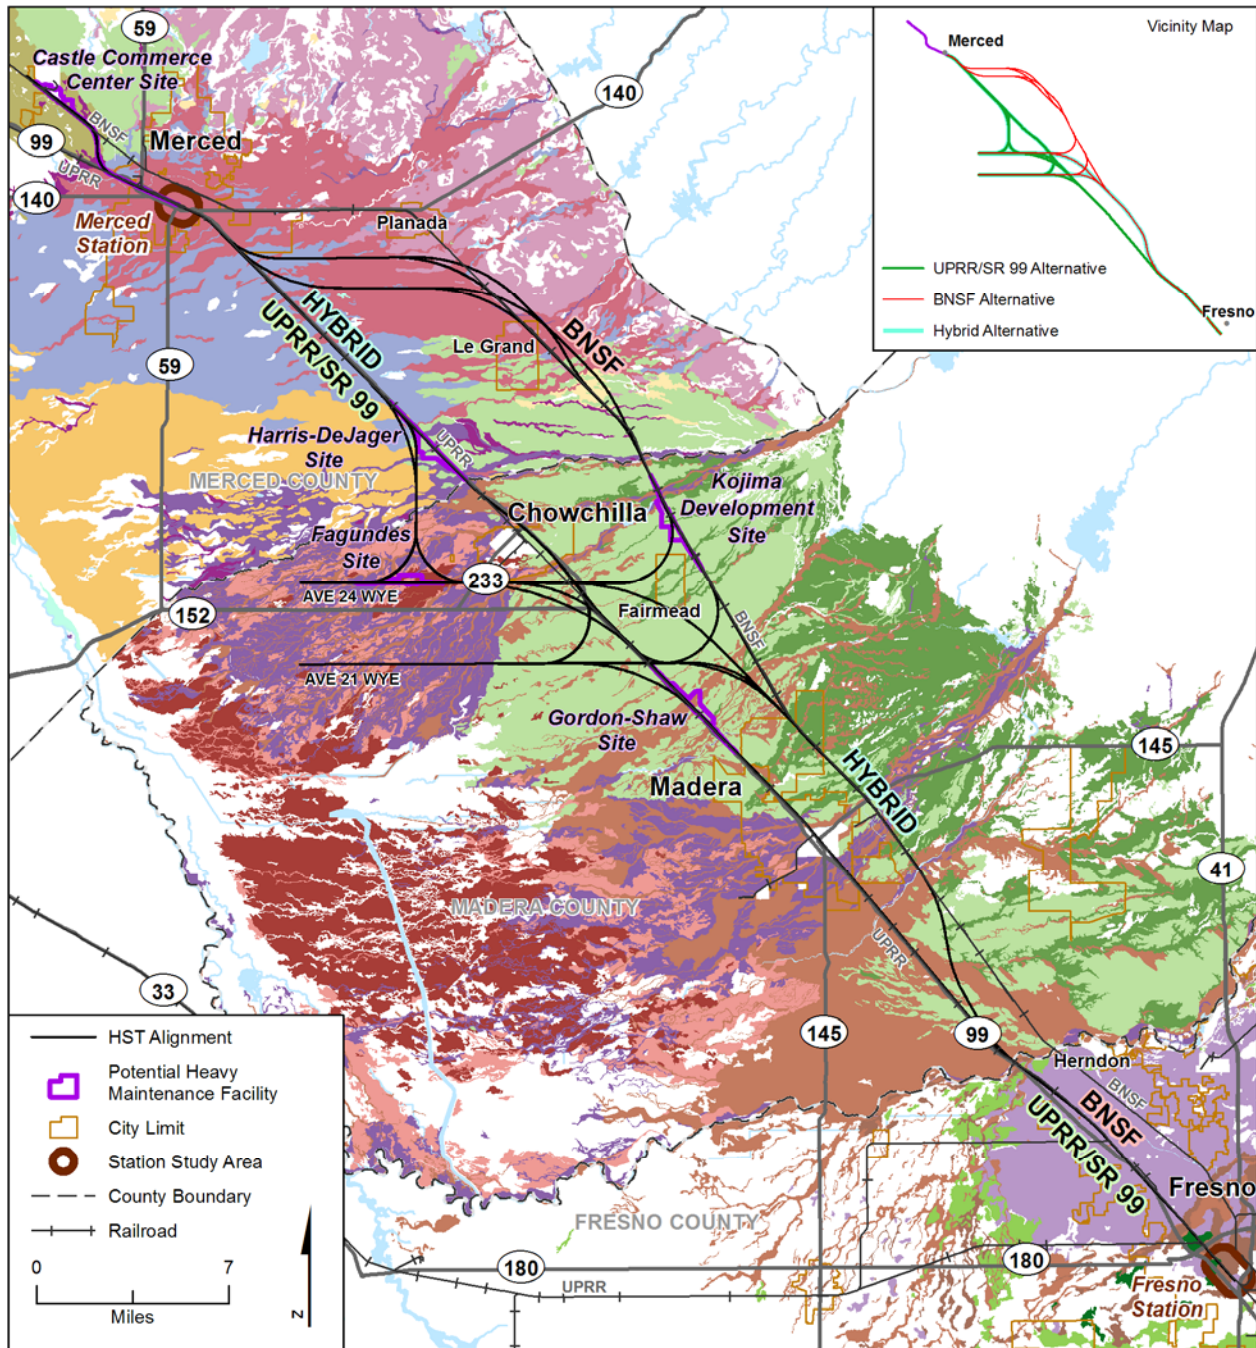 59
Castle Commerce
Center Site
Vicinity Map
Merced
UPRR/SR 99 Alternative
BNSF Alternative
Hybrid Alternative
Fresno
140
BNSF
99
Merced
UPRR
140
Merced
Station
Planada
HYBRID
UPRR/SR 99
BNSF
Le Grand
59
Harris-DeJager
Site
UPRR
MERCED COUNTY
Kojima
Development
Site
Chowchilla
Fagundes
Site
233
AVE 24 WYE
152
Fairmead
BNSF
AVE 21 WYE
Gordon-Shaw
Site
145
HYBRID
Madera
41
MADERA COUNTY
UPRR
33
145
99
Herndon
BNSF
BNSF
UPRR/SR 99
Fresno
FRESNO COUNTY
180
180
UPRR
Fresno
Station
HST Alignment
Potential Heavy
Maintenance Facility
City Limit
Station Study Area
County Boundary
Railroad
0 7
Miles
N